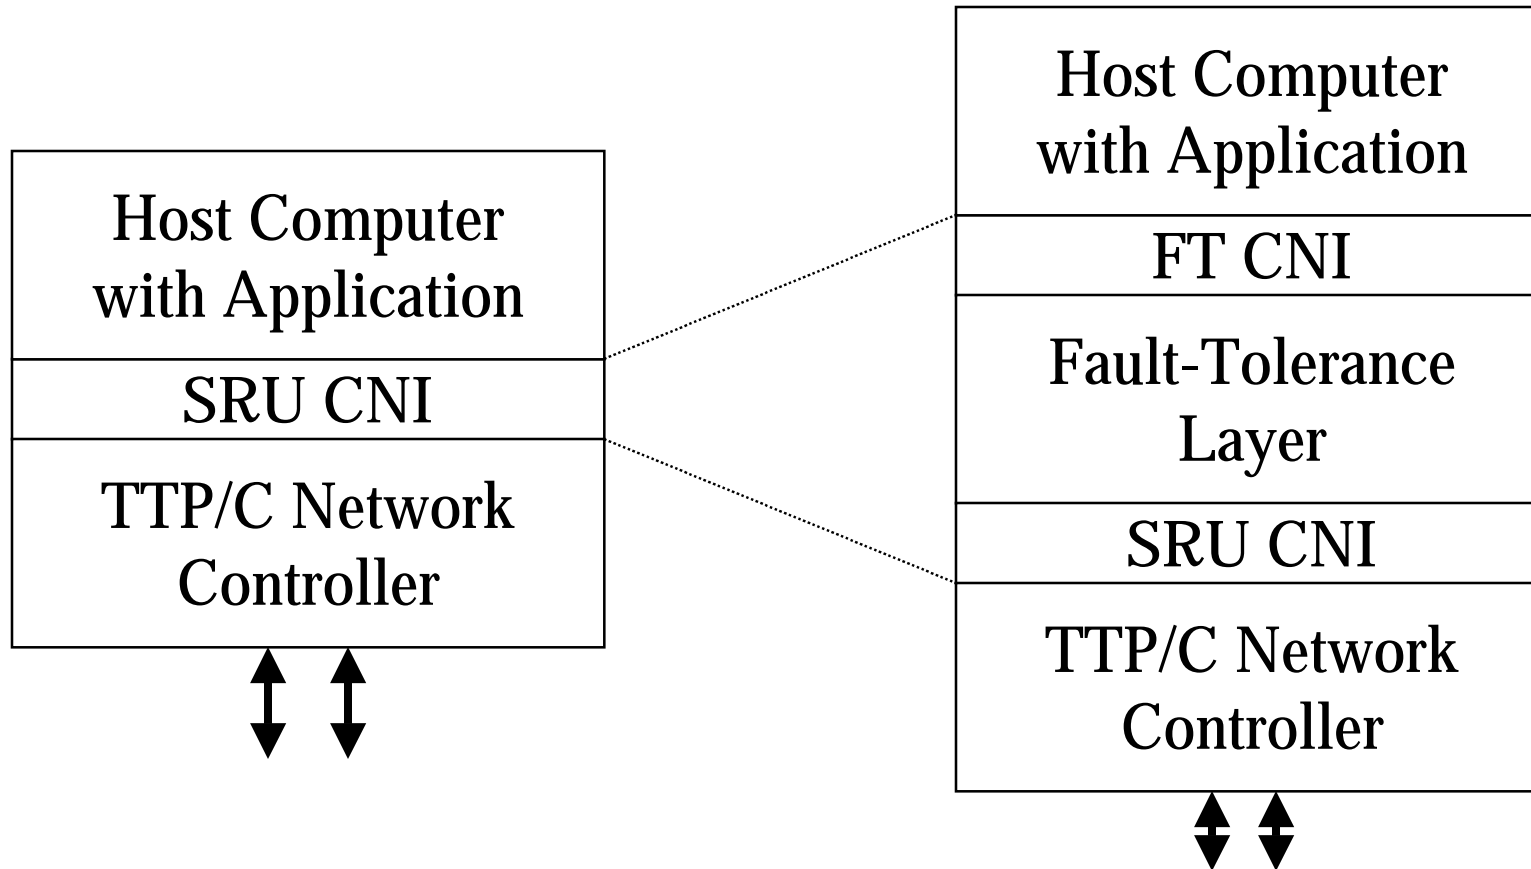 Host Computer
with Application
SRU CNI
TTP/C Network
Controller
Host Computer
with Application
FT CNI
Fault-Tolerance
Layer
SRU CNI
TTP/C Network
Controller